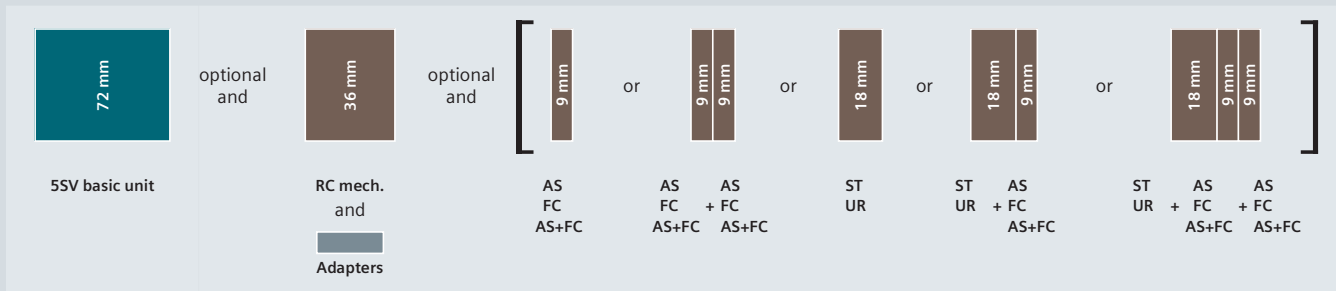 72 mm
optional
and
36 mm
optional
and
9 mm
or
9 mm
9 mm
or
18 mm
or
18 mm
9 mm
or
18 mm
9 mm
9 mm
5SV basic unit
RC mech.
and
Adapters
AS
FC
AS+FC
AS AS
FC + FC
AS+FC AS+FC
ST
UR
ST AS
UR + FC
AS+FC
ST AS AS
UR + FC + FC
AS+FC AS+FC